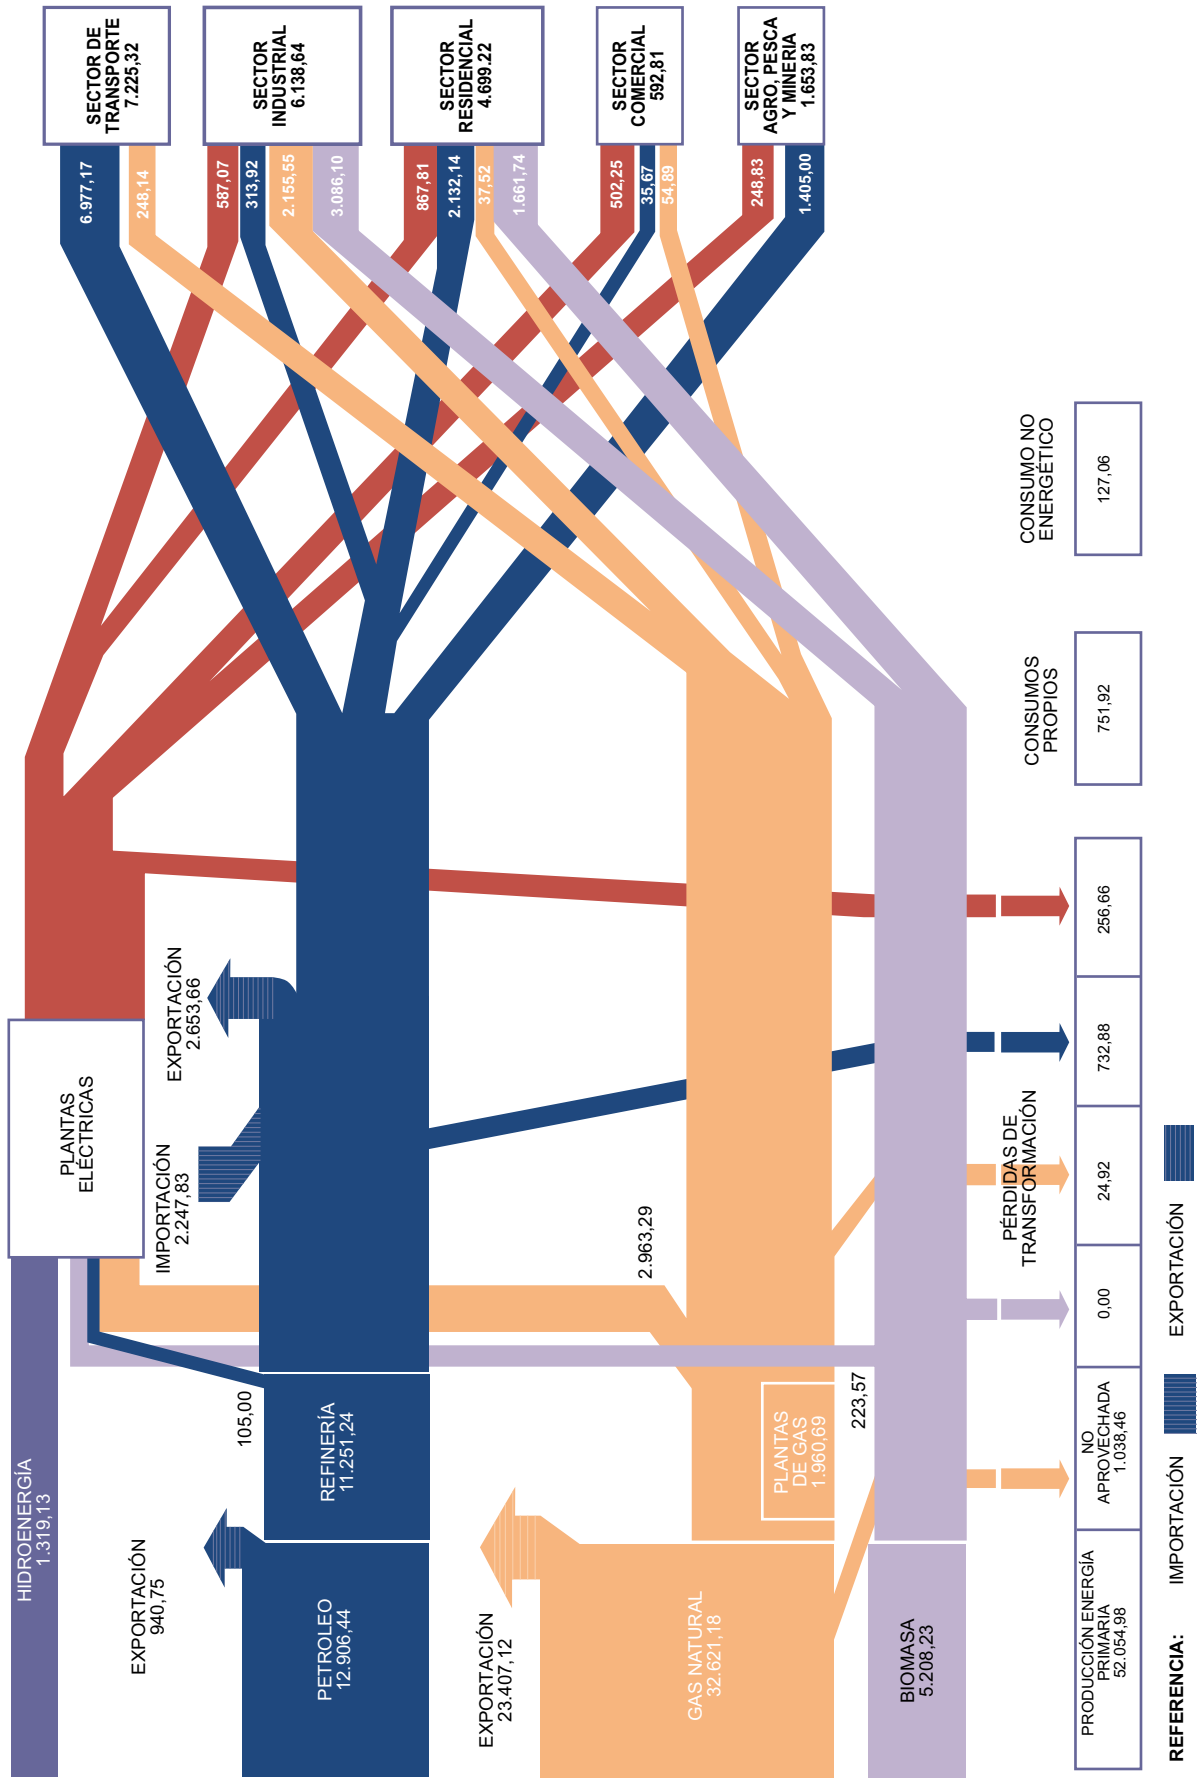 HIDROENERGÍA
1.319,13
PLANTAS
ELÉCTRICAS
EXPORTACIÓN
940,75
105,00
IMPORTACIÓN
2.247,83
EXPORTACIÓN
2.653,66
PETROLEO
12.906,44
REFINERÍA
11.251,24
EXPORTACIÓN
23.407,12
2.963,29
GAS NATURAL
32.621,18
PLANTAS
DE GAS
1.960,69
223,57
BIOMASA
5.208,23
SECTOR DE
TRANSPORTE
7.225,32
6.977,17
248,14
SECTOR
INDUSTRIAL
6.138,64
587,07
313,92
2.155,55
3.086,10
SECTOR
RESIDENCIAL
4.699.22
867,81
2.132,14
37,52
1.661,74
SECTOR
COMERCIAL
592,81
502,25
35,67
54,89
SECTOR
AGRO, PESCA
Y MINERIA
1.653,83
248,83
1.405,00
PÉRDIDAS DE
TRANSFORMACIÓN
CONSUMOS
PROPIOS
CONSUMO NO
ENERGÉTICO
PRODUCCIÓN ENERGÍA
PRIMARIA
52.054,98
NO
APROVECHADA
1.038,46
0,00
24,92
732,88
256,66
751,92
127,06
REFERENCIA:
IMPORTACIÓN
EXPORTACIÓN